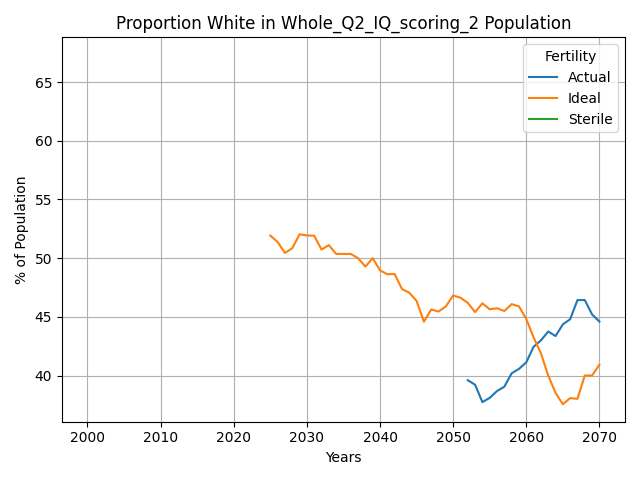 Proportion White in Whole_Q2_IQ_scoring_2 Population
Fertility
Actual
Ideal
Sterile
% of Population
65
60
55
50
45
40
2000 2010 2020 2030 2040 2050 2060 2070
Years